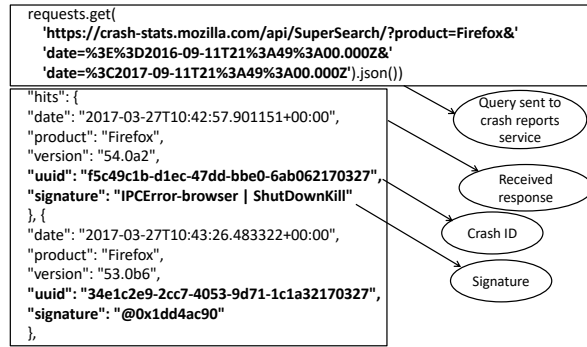 requests.get(
'https://crash-stats.mozilla.com/api/SuperSearch/?product=Firefox&'
'date=%3E%3D2016-09-11T21%3A49%3A00.000Z&'
'date=%3C2017-09-11T21%3A49%3A00.000Z').json())
"hits": {
"date": "2017-03-27T10:42:57.901151+00:00",
"product": "Firefox",
"version": "54.0a2",
"uuid": "f5c49c1b-d1ec-47dd-bbe0-6ab062170327",
"signature": "IPCError-browser | ShutDownKill"
}, {
"date": "2017-03-27T10:43:26.483322+00:00",
"product": "Firefox",
"version": "53.0b6",
"uuid": "34e1c2e9-2cc7-4053-9d71-1c1a32170327",
"signature": "@0x1dd4ac90"
},
Query sent to
crash reports
service
Received
response
Crash ID
Signature